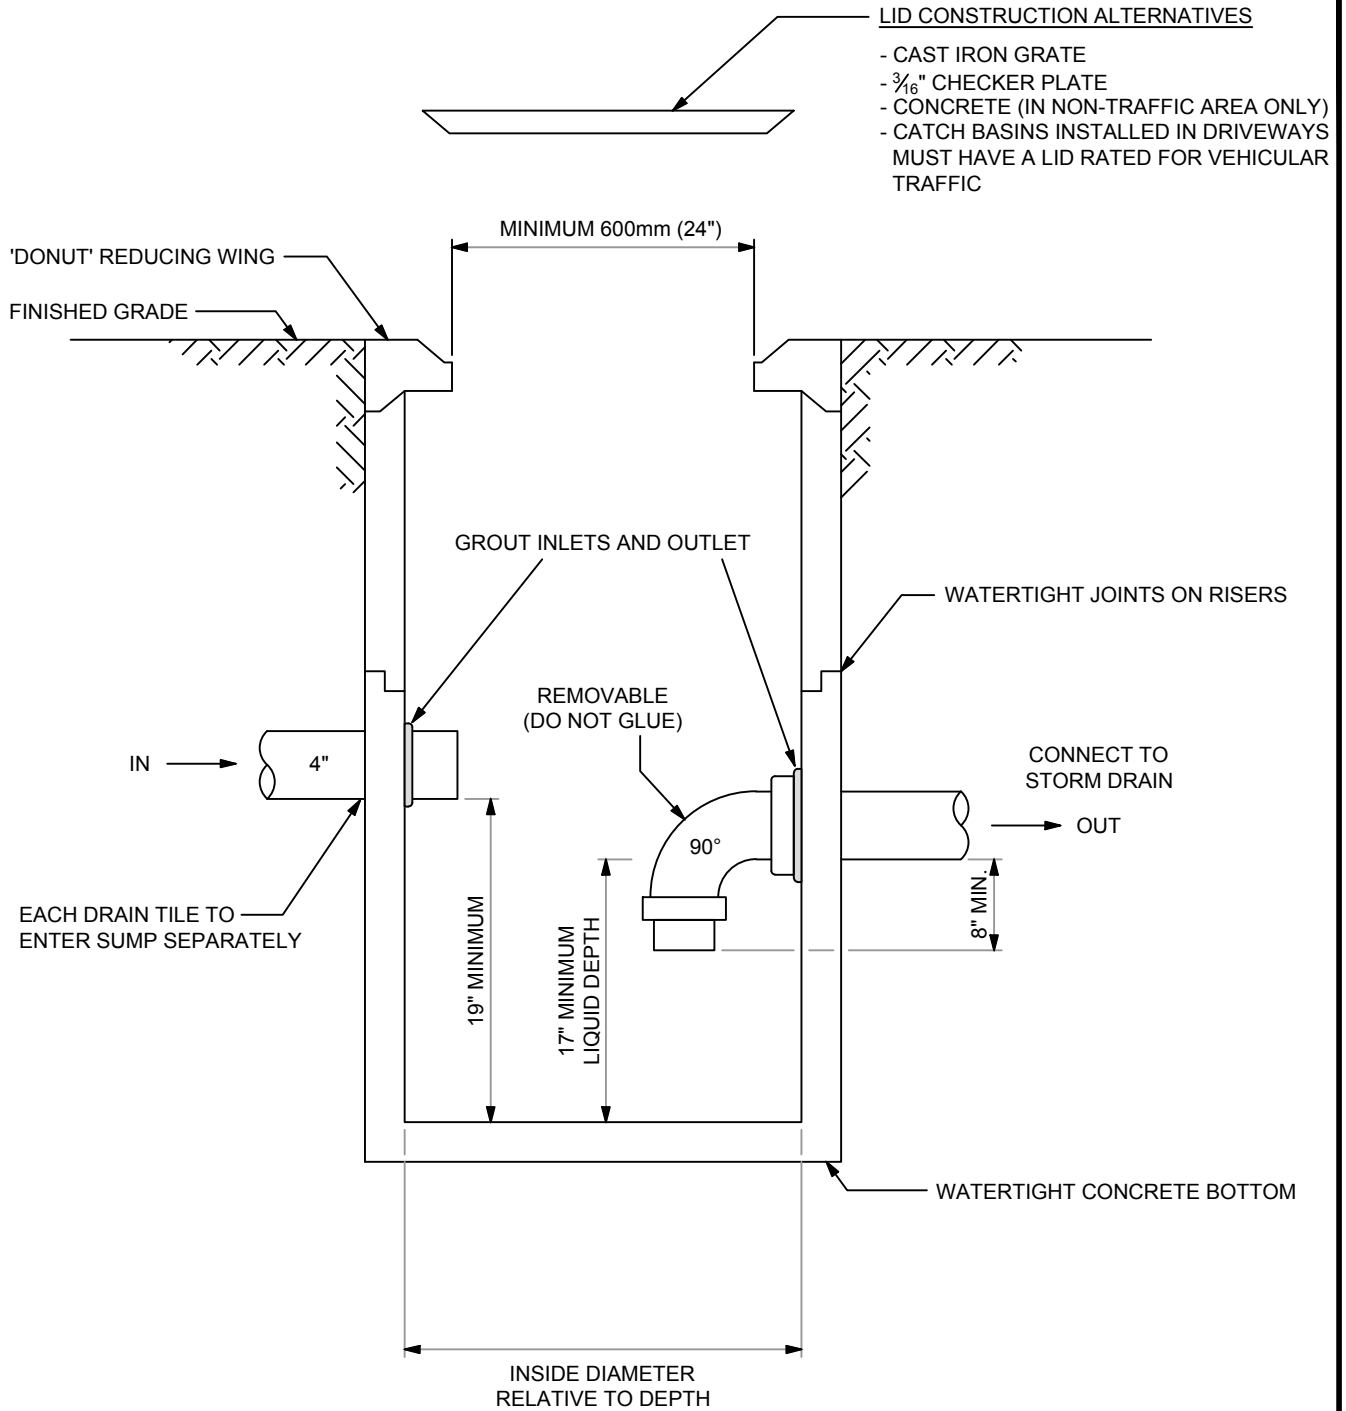 LID CONSTRUCTION ALTERNATIVES
- CAST IRON GRATE
- 3⁄16" CHECKER PLATE
- CONCRETE (IN NON-TRAFFIC AREA ONLY)
- CATCH BASINS INSTALLED IN DRIVEWAYS
MUST HAVE A LID RATED FOR VEHICULAR
TRAFFIC
MINIMUM 600mm (24")
'DONUT' REDUCING WING
FINISHED GRADE
GROUT INLETS AND OUTLET
WATERTIGHT JOINTS ON RISERS
REMOVABLE
(DO NOT GLUE)
IN
4"
CONNECT TO
STORM DRAIN
OUT
90°
8" MIN.
EACH DRAIN TILE TO
ENTER SUMP SEPARATELY
19" MINIMUM
17" MINIMUM
LIQUID DEPTH
WATERTIGHT CONCRETE BOTTOM
INSIDE DIAMETER
RELATIVE TO DEPTH